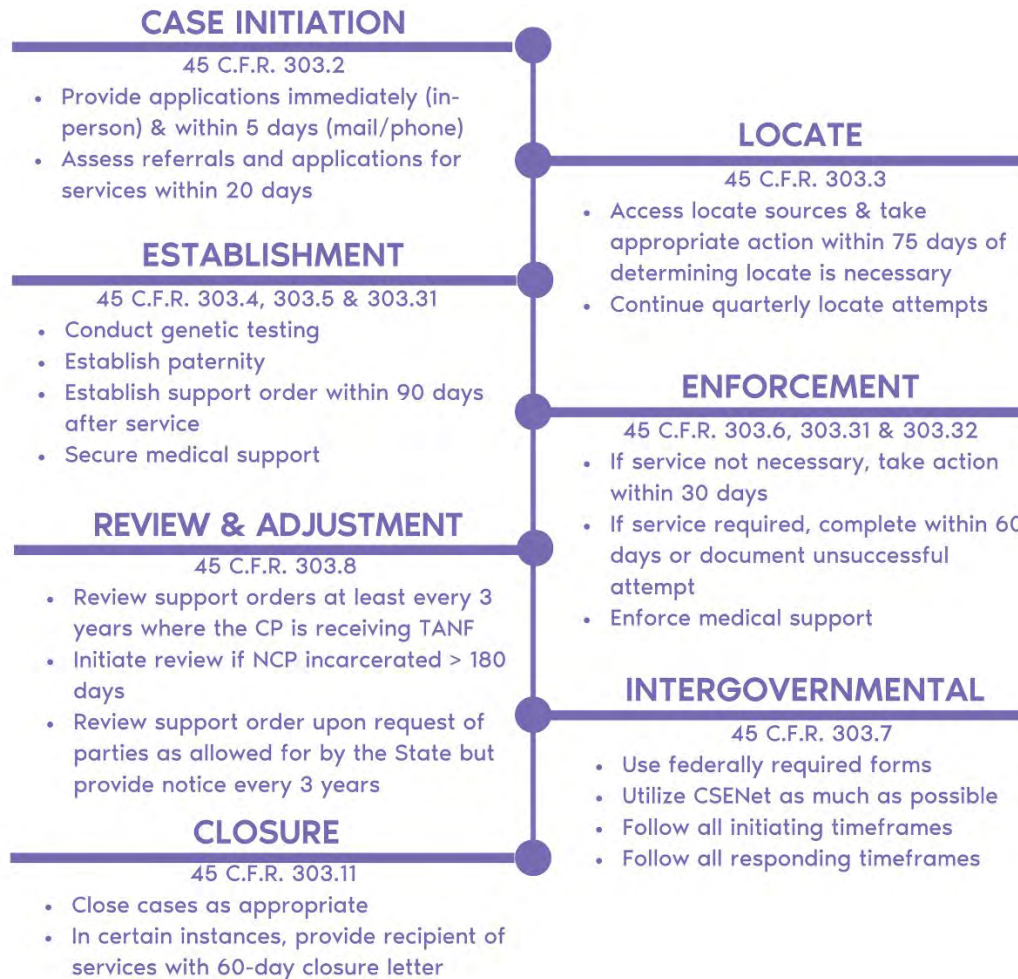 CASE INITIATION
45 C.F.R. 303.2
• Provide applications immediately (in-
person) & within 5 days (mail/phone)
• Assess referrals and applications for
services within 20 days
LOCATE
45 C.F.R. 303.3
• Access locate sources & take
appropriate action within 75 days of
determining locate is necessary
• Continue quarterly locate attempts
ESTABLISHMENT
45 C.F.R. 303.4, 303.5 & 303.31
• Conduct genetic testing
• Establish paternity
• Establish support order within 90 days
after service
• Secure medical support
ENFORCEMENT
45 C.F.R. 303.6, 303.31 & 303.32
• If service not necessary, take action
within 30 days
• If service required, complete within 60
days or document unsuccessful
attempt
• Enforce medical support
REVIEW & ADJUSTMENT
45 C.F.R. 303.8
• Review support orders at least every 3
years where the CP is receiving TANF
• Initiate review if NCP incarcerated > 180
days
• Review support order upon request of
parties as allowed for by the State but
provide notice every 3 years
INTERGOVERNMENTAL
45 C.F.R. 303.7
• Use federally required forms
• Utilize CSENet as much as possible
• Follow all initiating timeframes
• Follow all responding timeframes
CLOSURE
45 C.F.R. 303.11
• Close cases as appropriate
• In certain instances, provide recipient of
services with 60-day closure letter